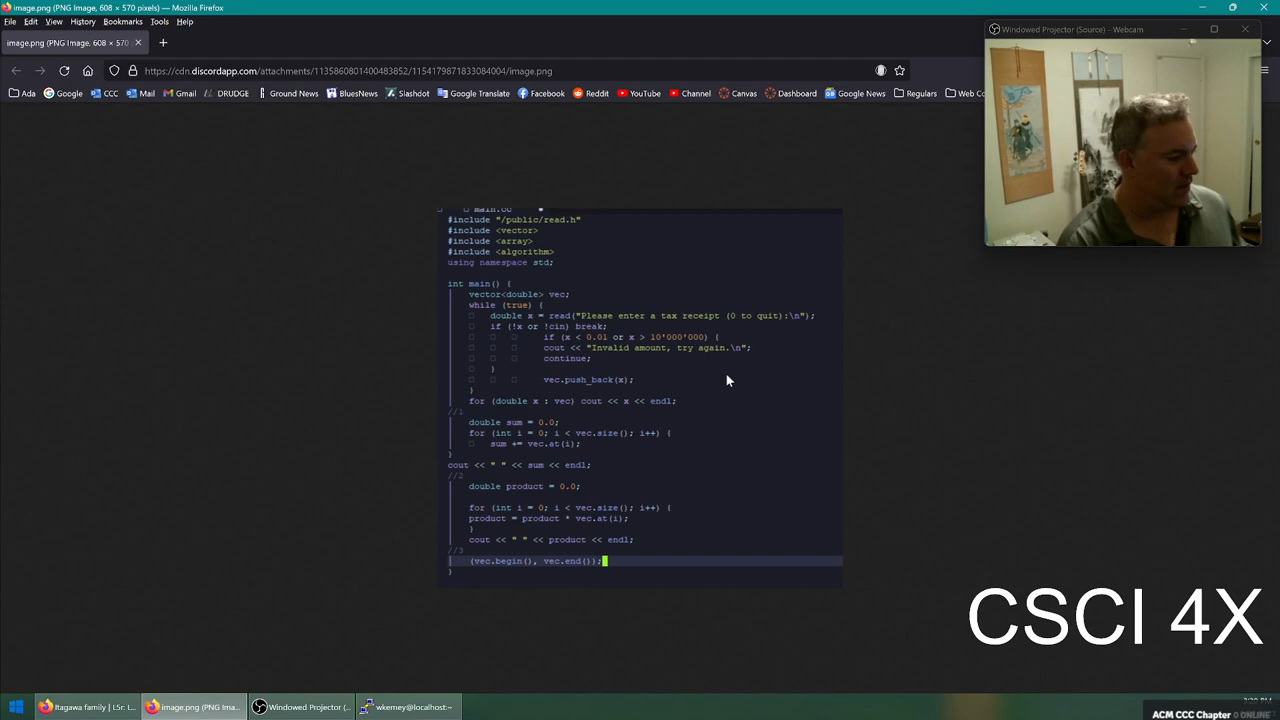 image.png (PNG Image, 608 × 570 pixels) — Mozilla Firefox
File Edit View History Bookmarks Tools Help
image.png (PNG Image, 608 × 570
https://cdn.discordapp.com/attachments/1135860801400483852/1154179871833084004/image.png
Ada Google CCC Mail Gmail DRUDGE Ground News BluesNews Slashdot Google Translate Facebook Reddit YouTube Channel Canvas Dashboard Google News Regulars Web Co
Windowed Projector (Source) - Webcam
main.cc
#include "/public/read.h"
#include <vector>
#include <array>
#include <algorithm>
using namespace std;
int main() {
vector<double> vec;
while (true) {
double x = read("Please enter a tax receipt (0 to quit):\n");
if (!x or !cin) break;
if (x < 0.01 or x > 10'000'000) {
cout << "Invalid amount, try again.\n";
continue;
}
vec.push_back(x);
}
for (double x : vec) cout << x << endl;
//1
double sum = 0.0;
for (int i = 0; i < vec.size(); i++) {
sum += vec.at(i);
}
cout << " " << sum << endl;
//2
double product = 0.0;
for (int i = 0; i < vec.size(); i++) {
product = product * vec.at(i);
}
cout << " " << product << endl;
//3
(vec.begin(), vec.end());
}
CSCI 4X
Itagawa family | L5r: L...
image.png (PNG Ima...
Windowed Projector (...
wkerney@localhost:~
ACM CCC Chapter 0 ONLINE